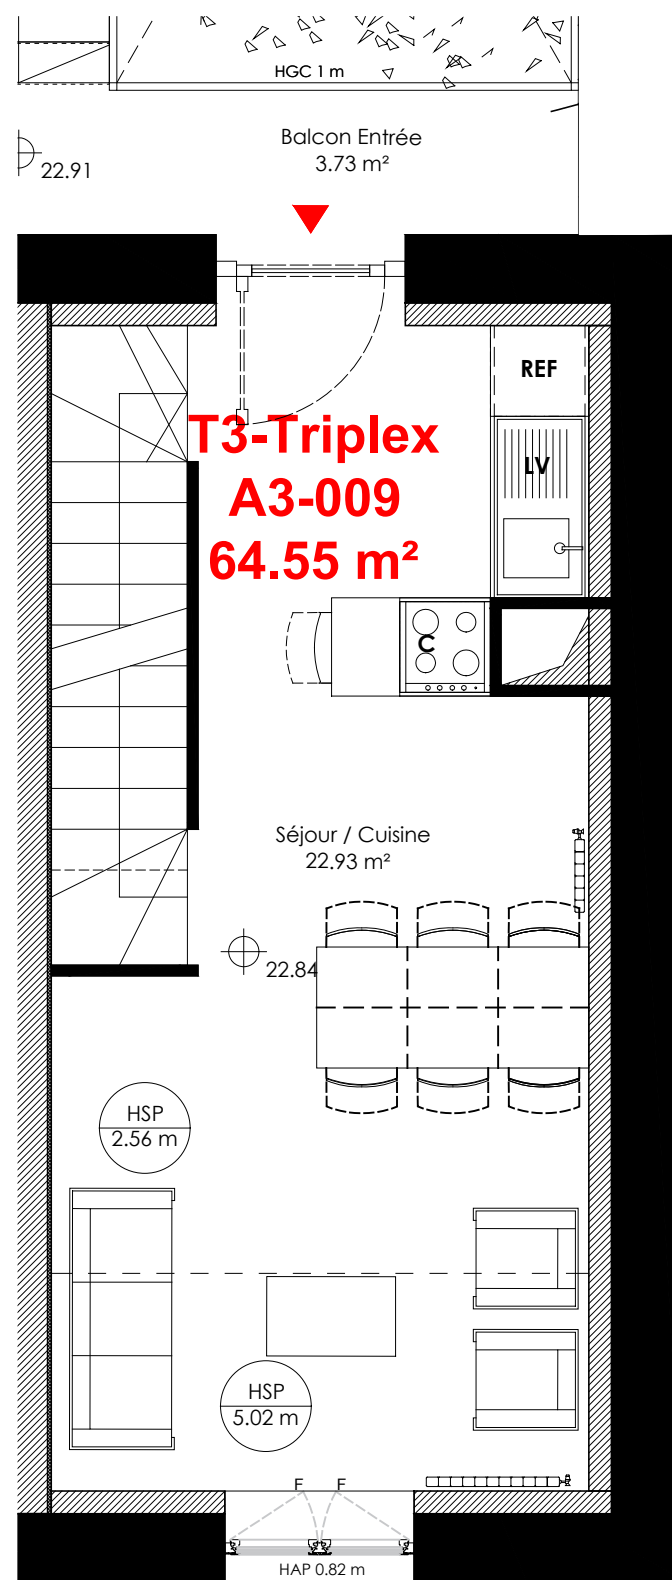 HGC 1 m
Balcon Entrée
3.73 m²
22.91
REF
T3-Triplex
LV
A3-009
64.55 m²
C
Séjour / Cuisine
22.93 m²
22.84
HSP
2.56 m
HSP
5.02 m
F F
HAP 0.82 m